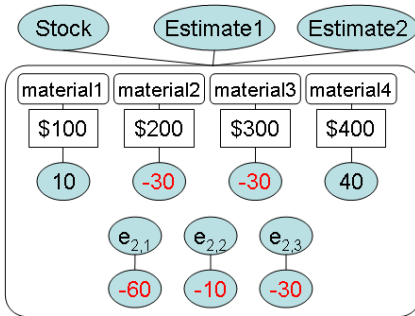 Stock Estimate1 Estimate2
material1 material2 material3 material4
$100 $200 $300 $400
10 -30 -30 40
e2,1 e2,2 e2,3
-60 -10 -30